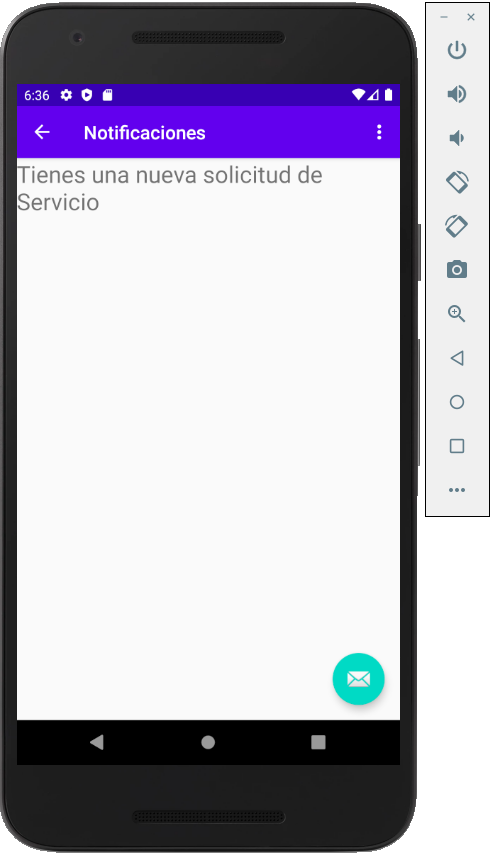 6:36
Notificaciones
Tienes una nueva solicitud de
Servicio